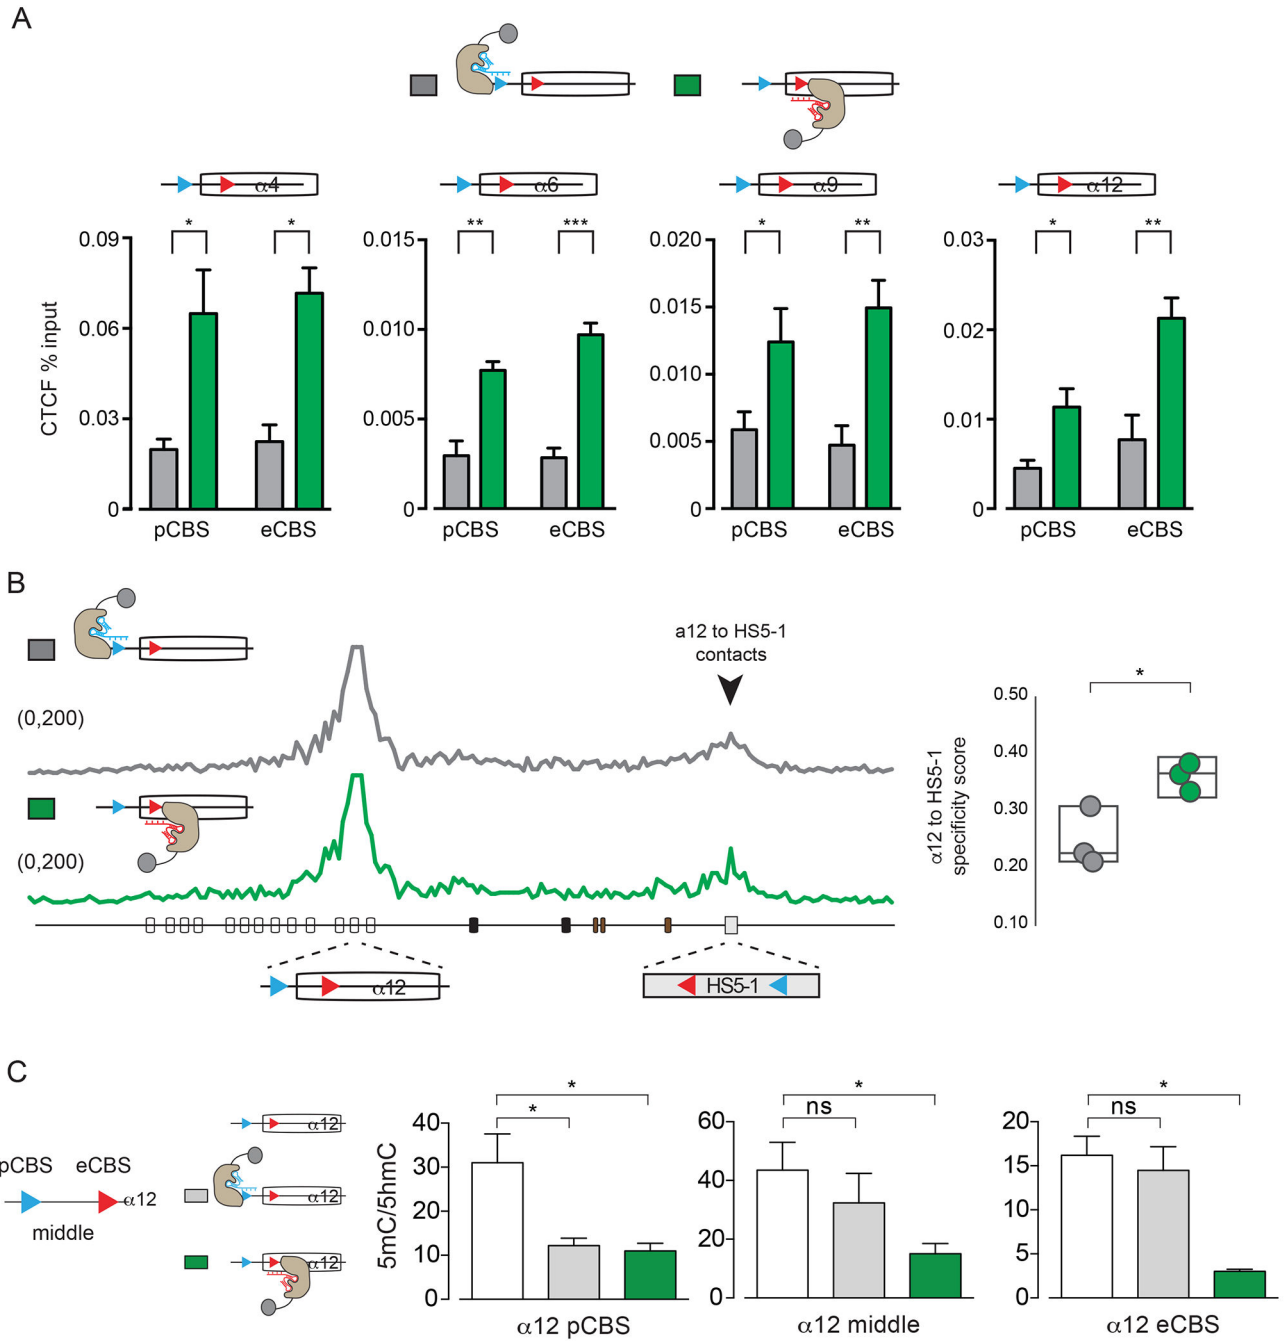 A
α4
α6
α9
α12
CTCF % input
0.09
0.06
0.03
0
* *
pCBS eCBS
0.015
0.010
0.005
0
** ***
pCBS eCBS
0.020
0.015
0.010
0.005
0
* **
pCBS eCBS
0.03
0.02
0.01
0
* **
pCBS eCBS
B
(0,200)
(0,200)
a12 to HS5-1
contacts
α12
HS5-1
α12 to HS5-1
specificity score
0.50
0.40
0.30
0.20
0.10
*
C
pCBS eCBS
α12
middle
α12
α12
α12
5mC/5hmC
40
30
20
10
0
*
*
α12 pCBS
60
40
20
0
*
ns
α12 middle
20
15
10
5
0
*
ns
α12 eCBS